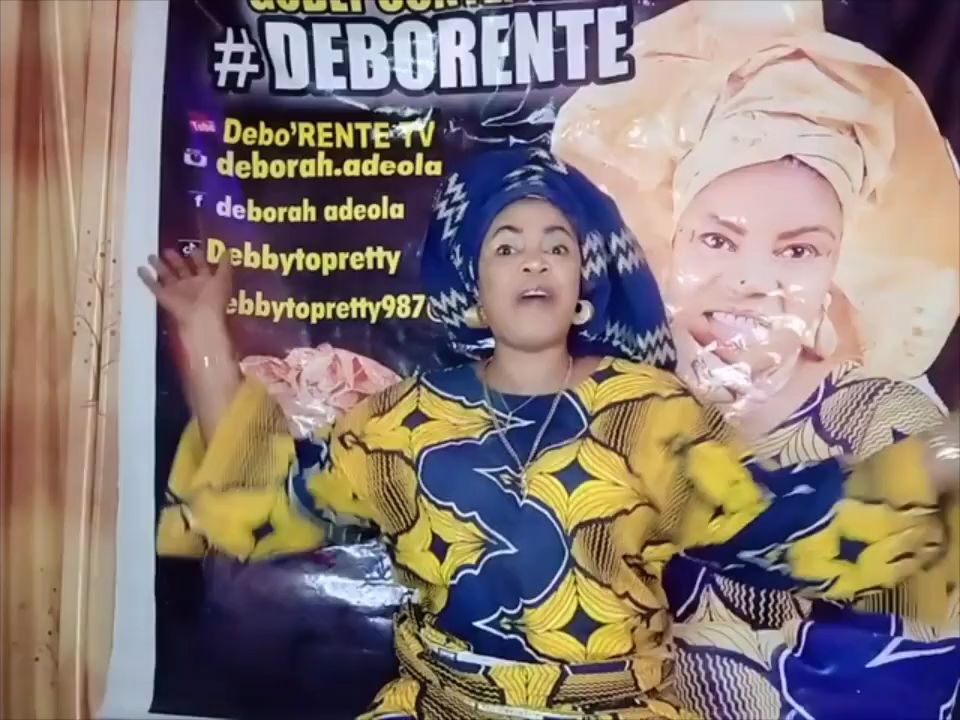 #DEBORENTE
Debo'RENTE TV
deborah.adeola
deborah adeola
Debbytopretty
ebbytopretty987@